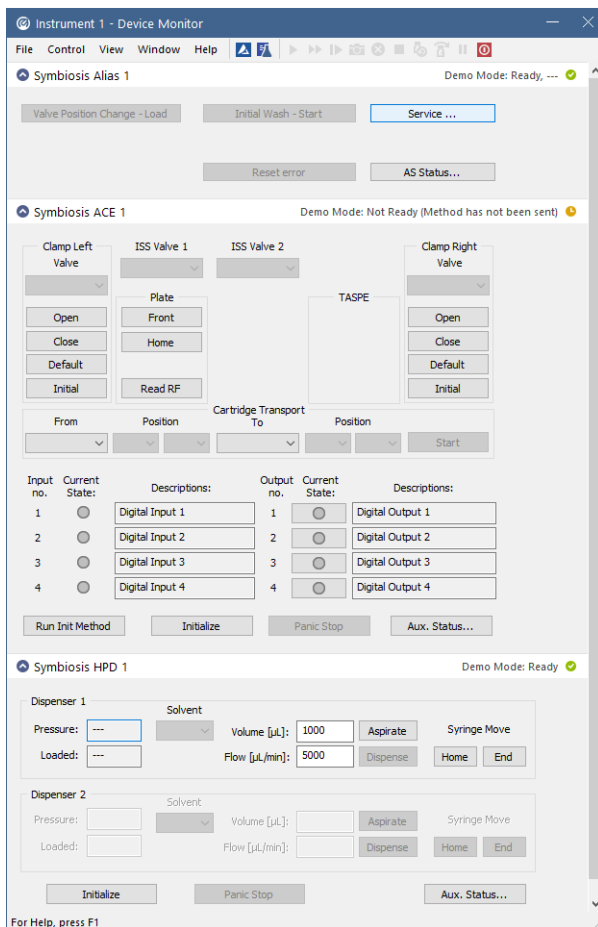 Instrument 1 - Device Monitor
File Control View Window Help
Symbiosis Alias 1 Demo Mode: Ready, ---
Valve Position Change - Load Initial Wash - Start Service ...
Reset error AS Status...
Symbiosis ACE 1 Demo Mode: Not Ready (Method has not been sent)
Clamp Left ISS Valve 1 ISS Valve 2 Clamp Right
Valve Valve
Plate TASPE
Open Front Open
Close Home Close
Default Default
Initial Read RF Initial
Cartridge Transport
From Position To Position
Start
Input Current Output Current
no. State: Descriptions: no. State: Descriptions:
1 Digital Input 1 1 Digital Output 1
2 Digital Input 2 2 Digital Output 2
3 Digital Input 3 3 Digital Output 3
4 Digital Input 4 4 Digital Output 4
Run Init Method Initialize Panic Stop Aux. Status...
Symbiosis HPD 1 Demo Mode: Ready
Dispenser 1
Solvent
Pressure: --- Volume [µL]: 1000 Aspirate Syringe Move
Loaded: --- Flow [µL/min]: 5000 Dispense Home End
Dispenser 2
Solvent
Pressure: Volume [µL]: Aspirate Syringe Move
Loaded: Flow [µL/min]: Dispense Home End
Initialize Panic Stop Aux. Status...
For Help, press F1